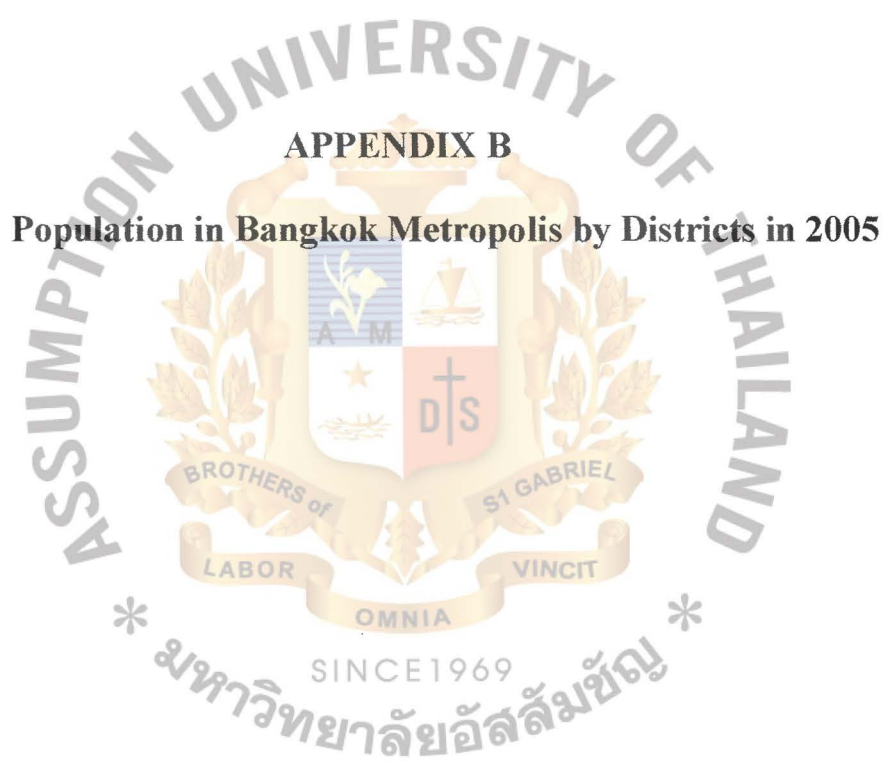 ASSUMPTION UNIVERSITY OF THAILAND
APPENDIX B
Population in Bangkok Metropolis by Districts in 2005
A M
D S
BROTHERS of
S1 GABRIEL
LABOR
VINCIT
OMNIA
SINCE1969
* มหาวิทยาลัยอัสสัมชัญ *